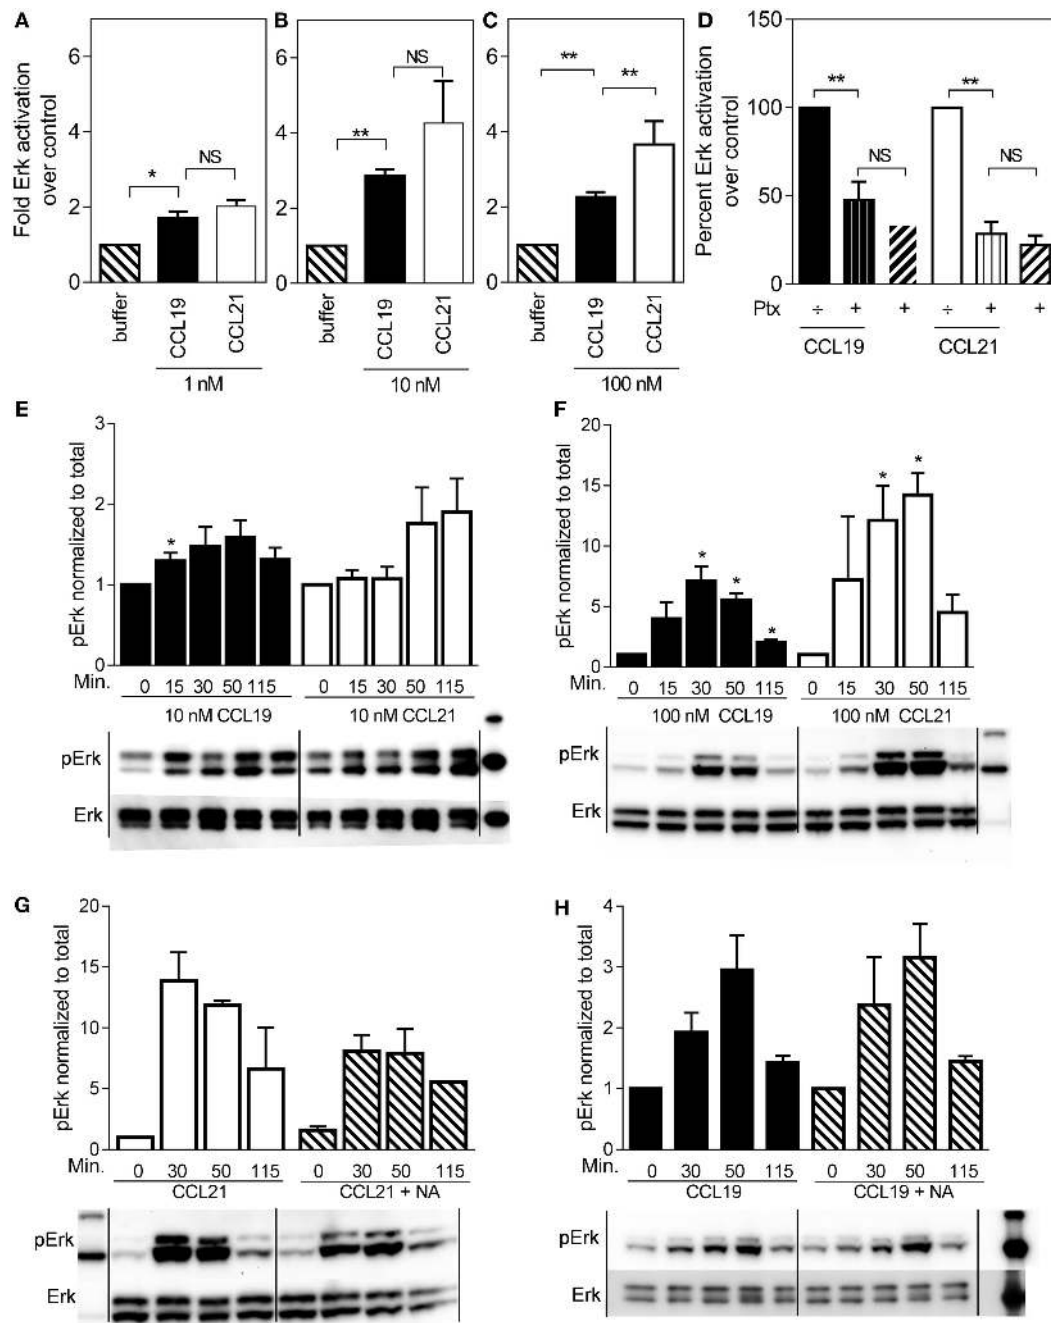 A
Fold Erk activation
over control
6
4
2
0
*
NS
buffer
CCL19
CCL21
1 nM
B
6
4
2
0
**
NS
buffer
CCL19
CCL21
10 nM
C
6
4
2
0
**
**
buffer
CCL19
CCL21
100 nM
D
Percent Erk activation
over control
150
100
50
0
**
NS
**
NS
Ptx
÷ + + ÷ + +
CCL19 CCL21
E
pErk normalized to total
3
2
1
0
*
Min. 0 15 30 50 115 0 15 30 50 115
10 nM CCL19 10 nM CCL21
pErk
Erk
F
pErk normalized to total
20
15
10
5
0
* * * * *
Min. 0 15 30 50 115 0 15 30 50 115
100 nM CCL19 100 nM CCL21
pErk
Erk
G
pErk normalized to total
20
15
10
5
0
Min. 0 30 50 115 0 30 50 115
CCL21 CCL21 + NA
pErk
Erk
H
pErk normalized to total
4
3
2
1
0
Min. 0 30 50 115 0 30 50 115
CCL19 CCL19 + NA
pErk
Erk